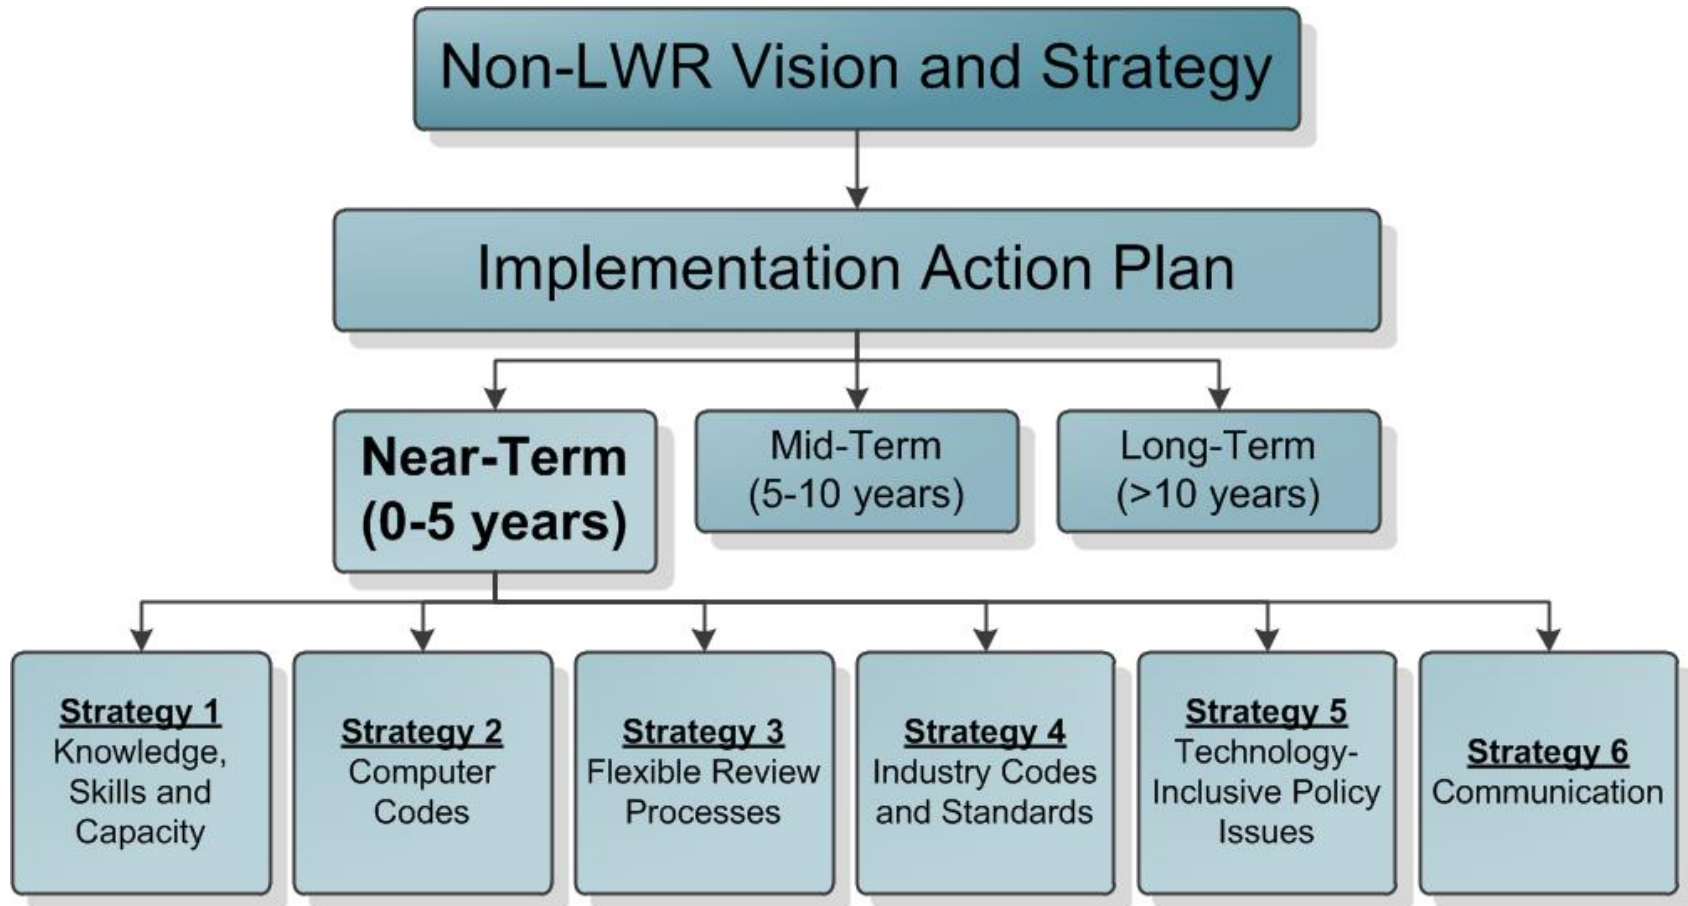 Non-LWR Vision and Strategy
Implementation Action Plan
Near-Term
(0-5 years)
Mid-Term
(5-10 years)
Long-Term
(>10 years)
Strategy 1
Knowledge,
Skills and
Capacity
Strategy 2
Computer
Codes
Strategy 3
Flexible Review
Processes
Strategy 4
Industry Codes
and Standards
Strategy 5
Technology-
Inclusive Policy
Issues
Strategy 6
Communication